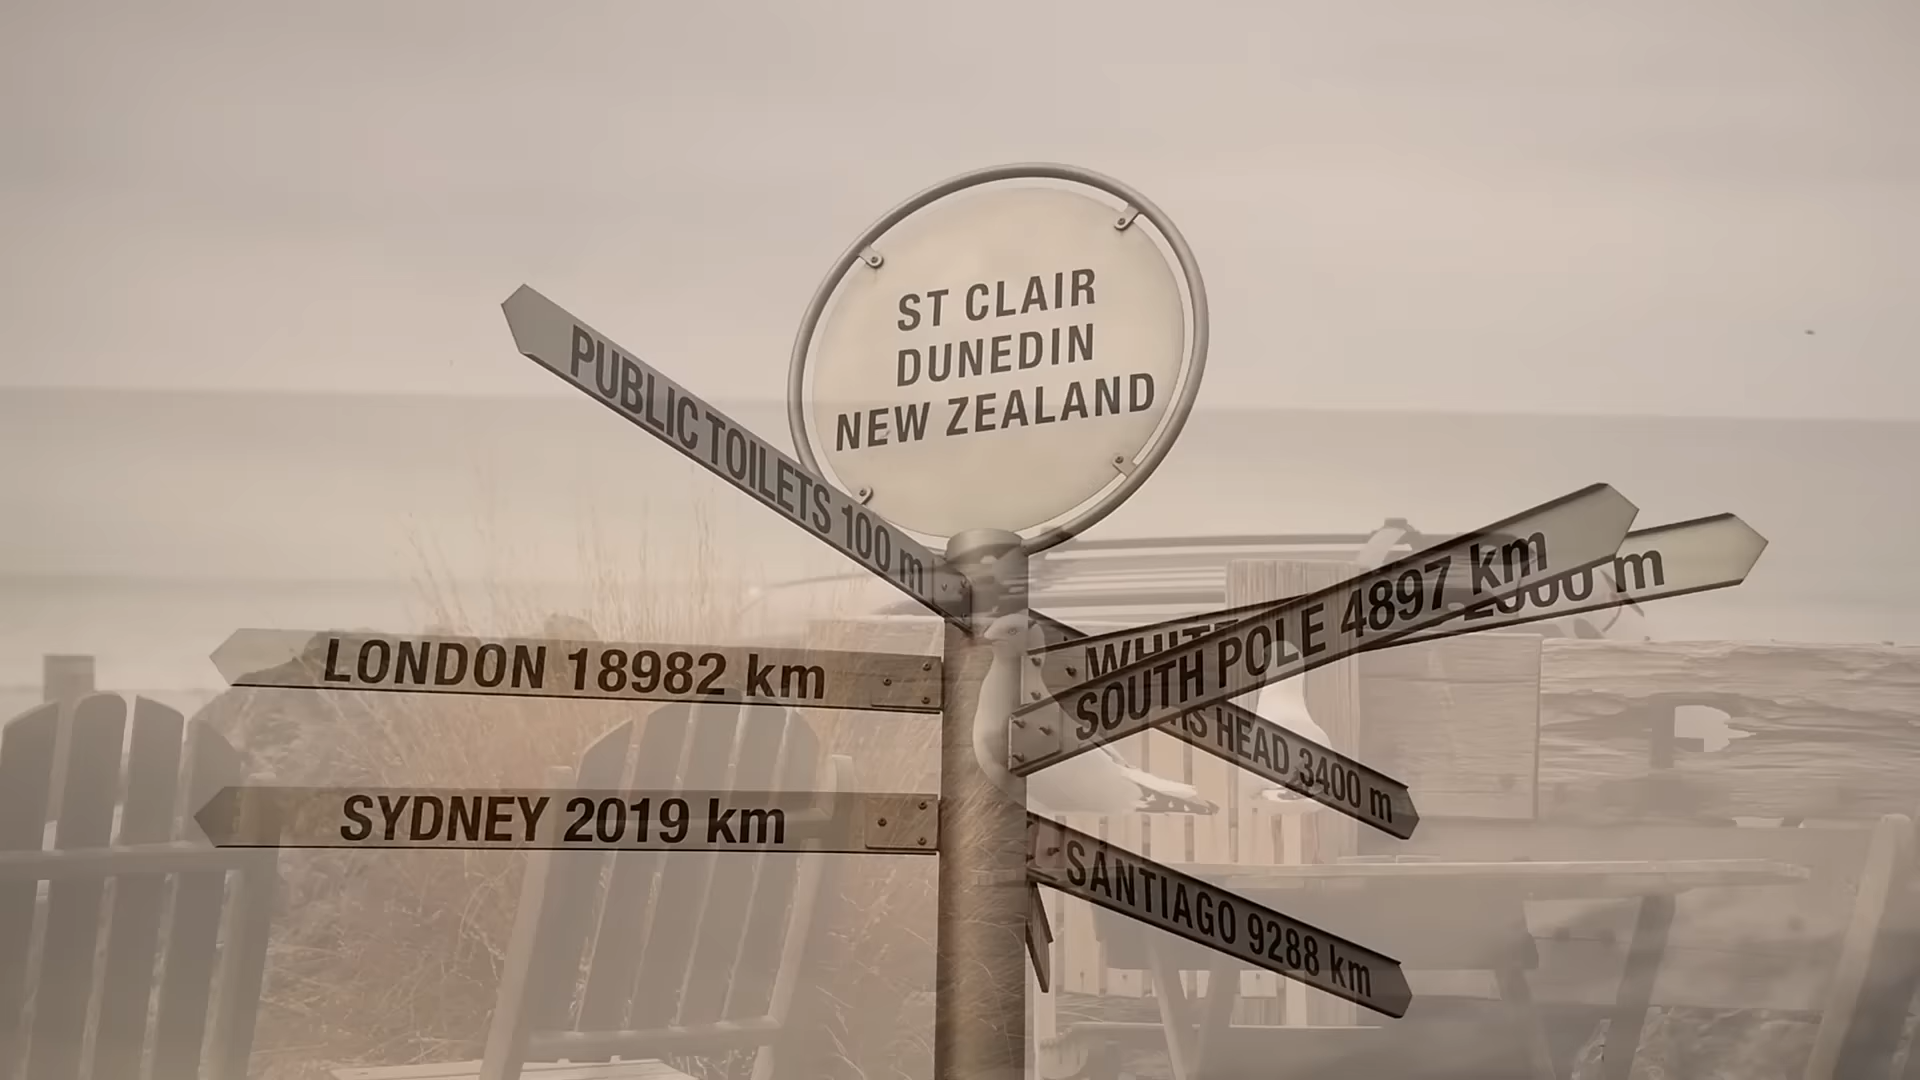 ST CLAIR
DUNEDIN
NEW ZEALAND
PUBLIC TOILETS 100 m
LONDON 18982 km
SYDNEY 2019 km
SOUTH POLE 4897 km
m
HEAD 3400 m
SANTIAGO 9288 km